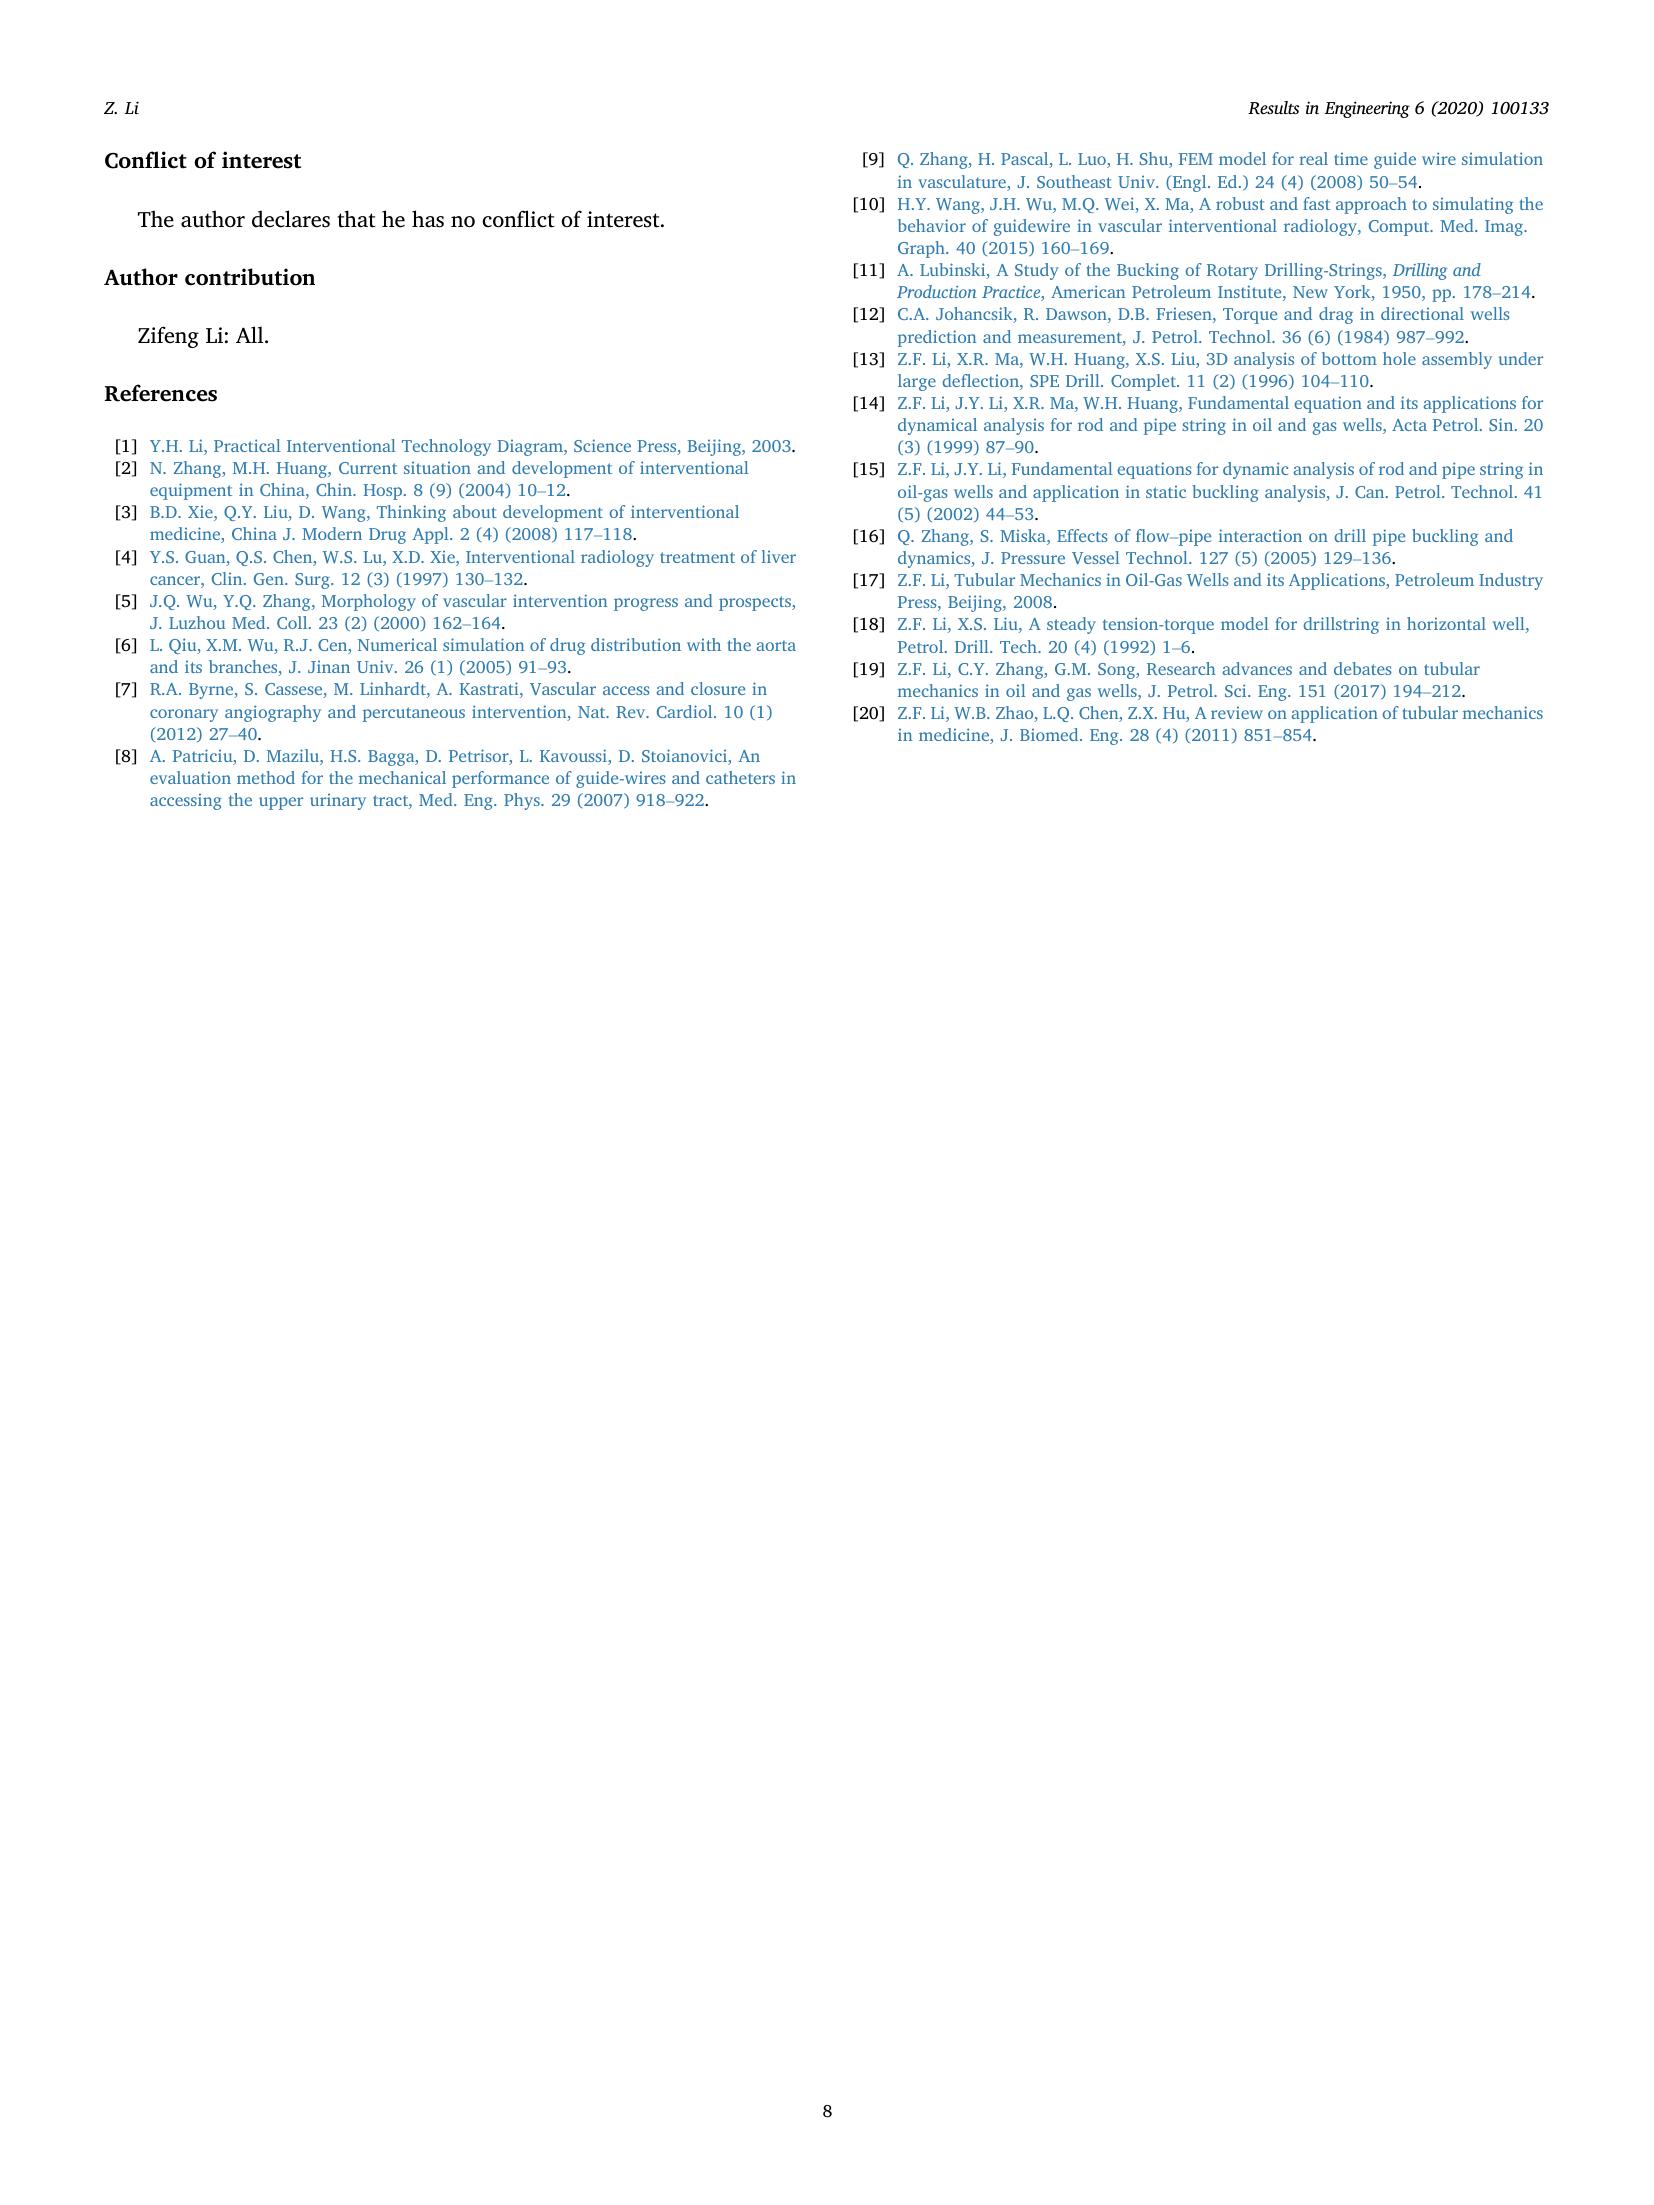 Z. Li
Results in Engineering 6 (2020) 100133
Conflict of interest
The author declares that he has no conflict of interest.
Author contribution
Zifeng Li: All.
References
[1] Y.H. Li, Practical Interventional Technology Diagram, Science Press, Beijing, 2003.
[2] N. Zhang, M.H. Huang, Current situation and development of interventional
equipment in China, Chin. Hosp. 8 (9) (2004) 10–12.
[3] B.D. Xie, Q.Y. Liu, D. Wang, Thinking about development of interventional
medicine, China J. Modern Drug Appl. 2 (4) (2008) 117–118.
[4] Y.S. Guan, Q.S. Chen, W.S. Lu, X.D. Xie, Interventional radiology treatment of liver
cancer, Clin. Gen. Surg. 12 (3) (1997) 130–132.
[5] J.Q. Wu, Y.Q. Zhang, Morphology of vascular intervention progress and prospects,
J. Luzhou Med. Coll. 23 (2) (2000) 162–164.
[6] L. Qiu, X.M. Wu, R.J. Cen, Numerical simulation of drug distribution with the aorta
and its branches, J. Jinan Univ. 26 (1) (2005) 91–93.
[7] R.A. Byrne, S. Cassese, M. Linhardt, A. Kastrati, Vascular access and closure in
coronary angiography and percutaneous intervention, Nat. Rev. Cardiol. 10 (1)
(2012) 27–40.
[8] A. Patriciu, D. Mazilu, H.S. Bagga, D. Petrisor, L. Kavoussi, D. Stoianovici, An
evaluation method for the mechanical performance of guide-wires and catheters in
accessing the upper urinary tract, Med. Eng. Phys. 29 (2007) 918–922.
[9] Q. Zhang, H. Pascal, L. Luo, H. Shu, FEM model for real time guide wire simulation
in vasculature, J. Southeast Univ. (Engl. Ed.) 24 (4) (2008) 50–54.
[10] H.Y. Wang, J.H. Wu, M.Q. Wei, X. Ma, A robust and fast approach to simulating the
behavior of guidewire in vascular interventional radiology, Comput. Med. Imag.
Graph. 40 (2015) 160–169.
[11] A. Lubinski, A Study of the Bucking of Rotary Drilling-Strings, Drilling and
Production Practice, American Petroleum Institute, New York, 1950, pp. 178–214.
[12] C.A. Johancsik, R. Dawson, D.B. Friesen, Torque and drag in directional wells
prediction and measurement, J. Petrol. Technol. 36 (6) (1984) 987–992.
[13] Z.F. Li, X.R. Ma, W.H. Huang, X.S. Liu, 3D analysis of bottom hole assembly under
large deflection, SPE Drill. Complet. 11 (2) (1996) 104–110.
[14] Z.F. Li, J.Y. Li, X.R. Ma, W.H. Huang, Fundamental equation and its applications for
dynamical analysis for rod and pipe string in oil and gas wells, Acta Petrol. Sin. 20
(3) (1999) 87–90.
[15] Z.F. Li, J.Y. Li, Fundamental equations for dynamic analysis of rod and pipe string in
oil-gas wells and application in static buckling analysis, J. Can. Petrol. Technol. 41
(5) (2002) 44–53.
[16] Q. Zhang, S. Miska, Effects of flow–pipe interaction on drill pipe buckling and
dynamics, J. Pressure Vessel Technol. 127 (5) (2005) 129–136.
[17] Z.F. Li, Tubular Mechanics in Oil-Gas Wells and its Applications, Petroleum Industry
Press, Beijing, 2008.
[18] Z.F. Li, X.S. Liu, A steady tension-torque model for drillstring in horizontal well,
Petrol. Drill. Tech. 20 (4) (1992) 1–6.
[19] Z.F. Li, C.Y. Zhang, G.M. Song, Research advances and debates on tubular
mechanics in oil and gas wells, J. Petrol. Sci. Eng. 151 (2017) 194–212.
[20] Z.F. Li, W.B. Zhao, L.Q. Chen, Z.X. Hu, A review on application of tubular mechanics
in medicine, J. Biomed. Eng. 28 (4) (2011) 851–854.
8